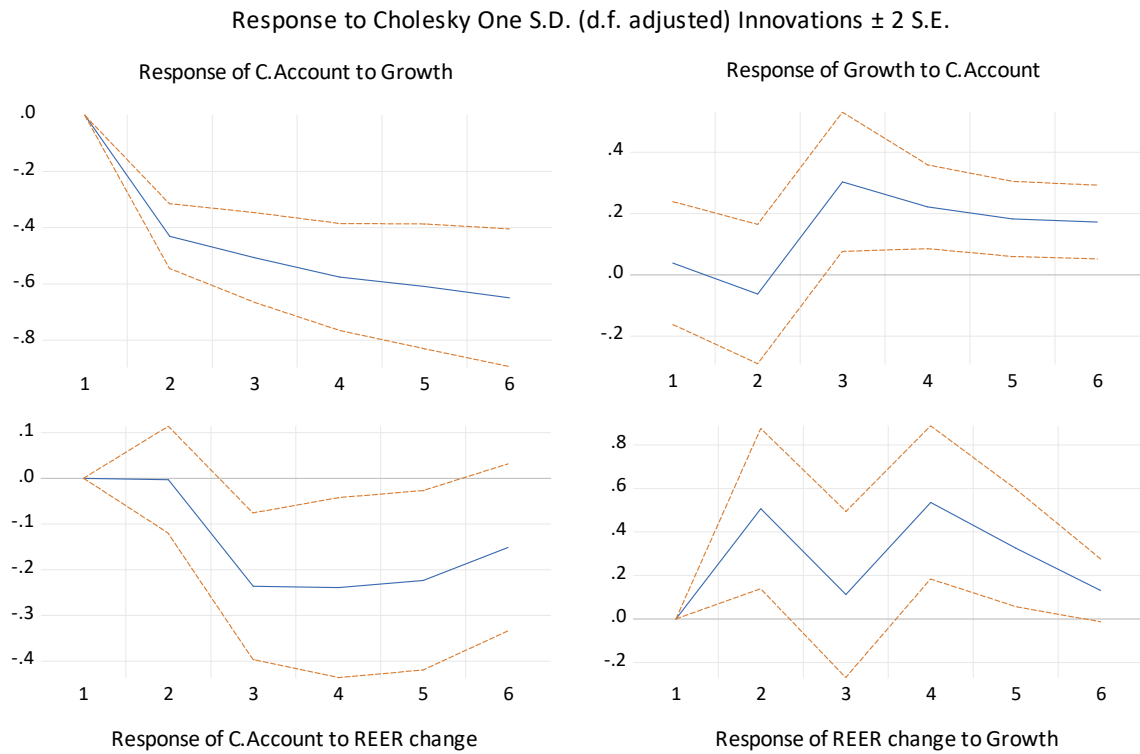 Response to Cholesky One S.D. (d.f. adjusted) Innovations ± 2 S.E.
Response of C.Account to Growth
.0
-.2
-.4
-.6
-.8
1 2 3 4 5 6
Response of Growth to C.Account
.4
.2
.0
-.2
1 2 3 4 5 6
.1
.0
-.1
-.2
-.3
-.4
1 2 3 4 5 6
Response of C.Account to REER change
.8
.6
.4
.2
.0
-.2
1 2 3 4 5 6
Response of REER change to Growth